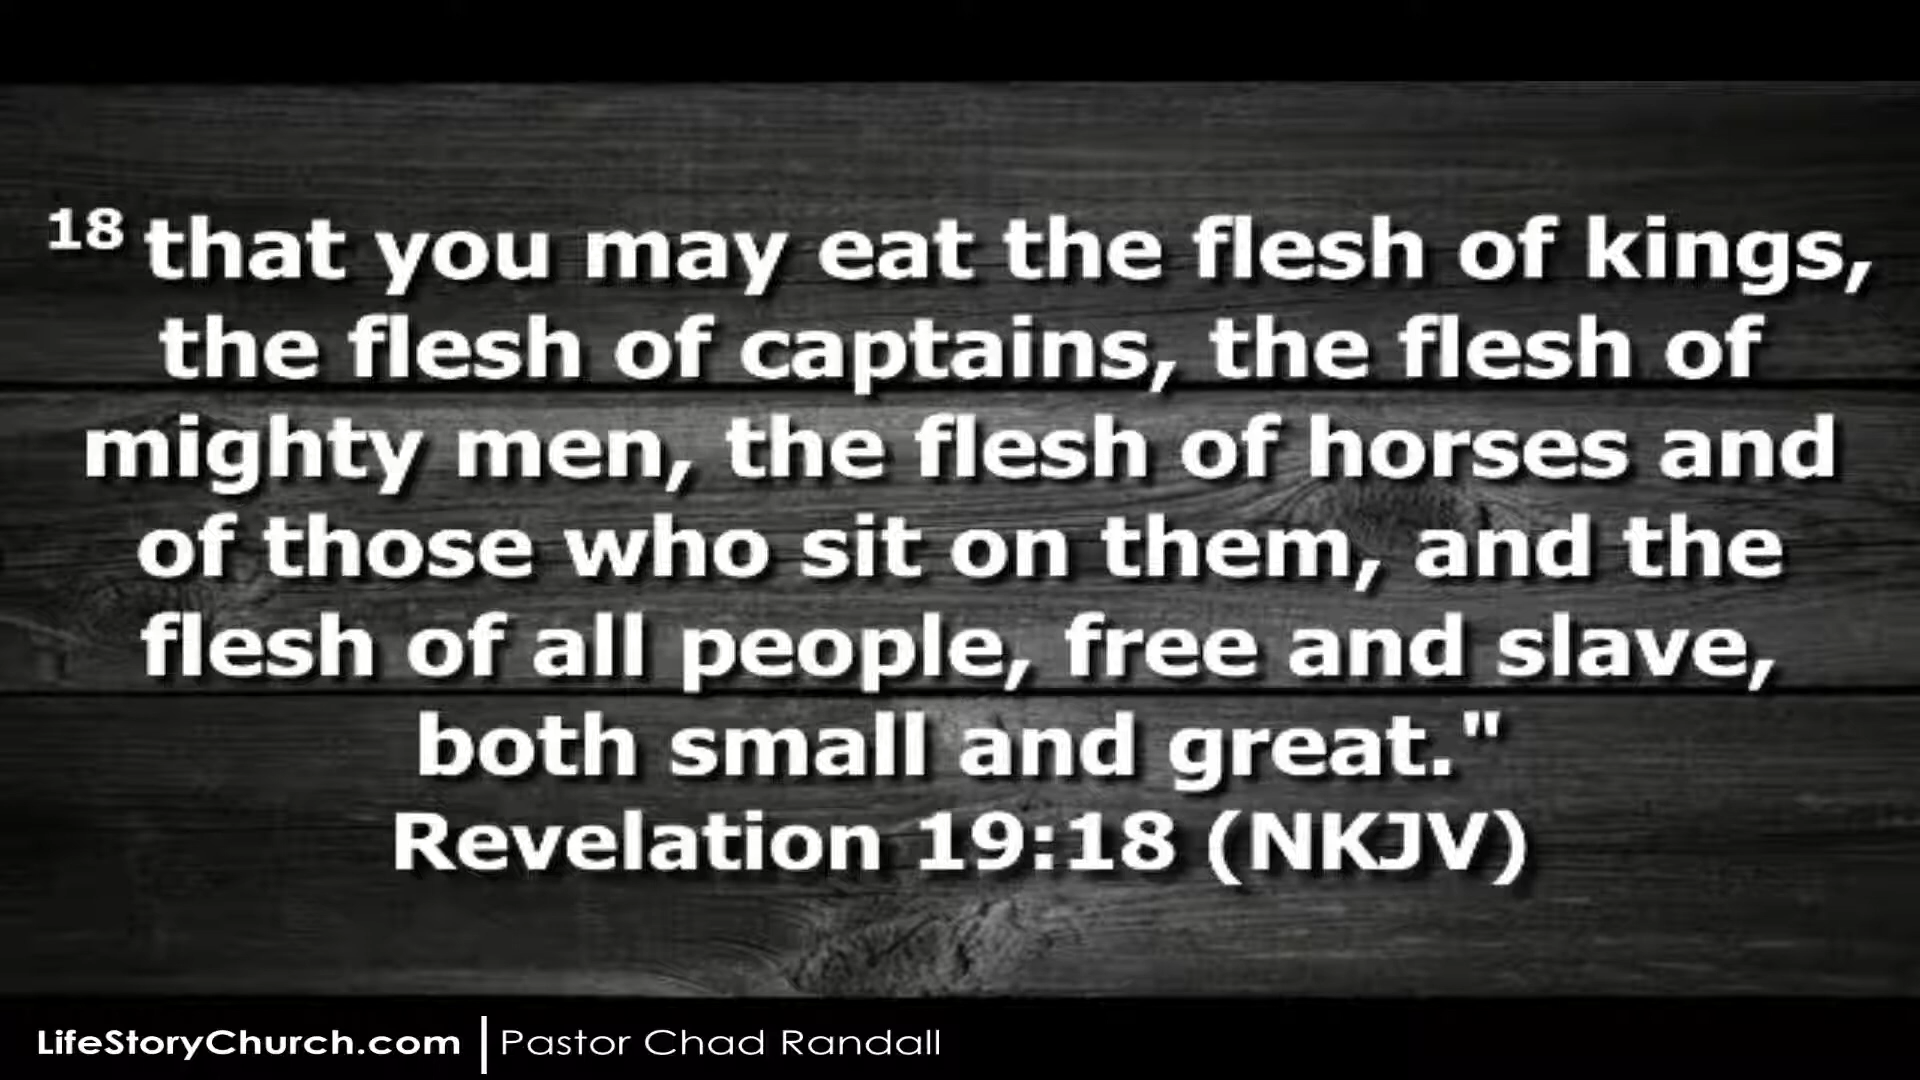 18 that you may eat the flesh of kings,
the flesh of captains, the flesh of
mighty men, the flesh of horses and
of those who sit on them, and the
flesh of all people, free and slave,
both small and great."
Revelation 19:18 (NKJV)
LifeStoryChurch.com | Pastor Chad Randall